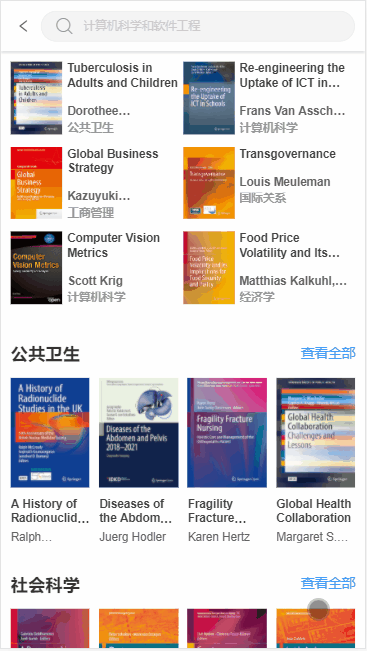 计算机科学和软件工程
Tuberculosis in
Adults and Children
Dorothee…
公共卫生
Re-engineering the
Uptake of ICT in…
Frans Van Assch…
计算机科学
Global Business
Strategy
Kazuyuki…
工商管理
Transgovernance
Louis Meuleman
国际关系
Computer Vision
Metrics
Scott Krig
计算机科学
Food Price
Volatility and Its…
Matthias Kalkuhl,…
经济学
公共卫生
查看全部
A History of
Radionuclide
Studies in the UK
Diseases of the
Abdomen and Pelvis
2018–2021
Fragility Fracture
Nursing
Global Health
Collaboration
Challenges and
Lessons
A History of
Radionuclid…
Ralph…
Diseases of
the Abdom…
Juerg Hodler
Fragility
Fracture…
Karen Hertz
Global Health
Collaboration
Margaret S.…
社会科学
查看全部